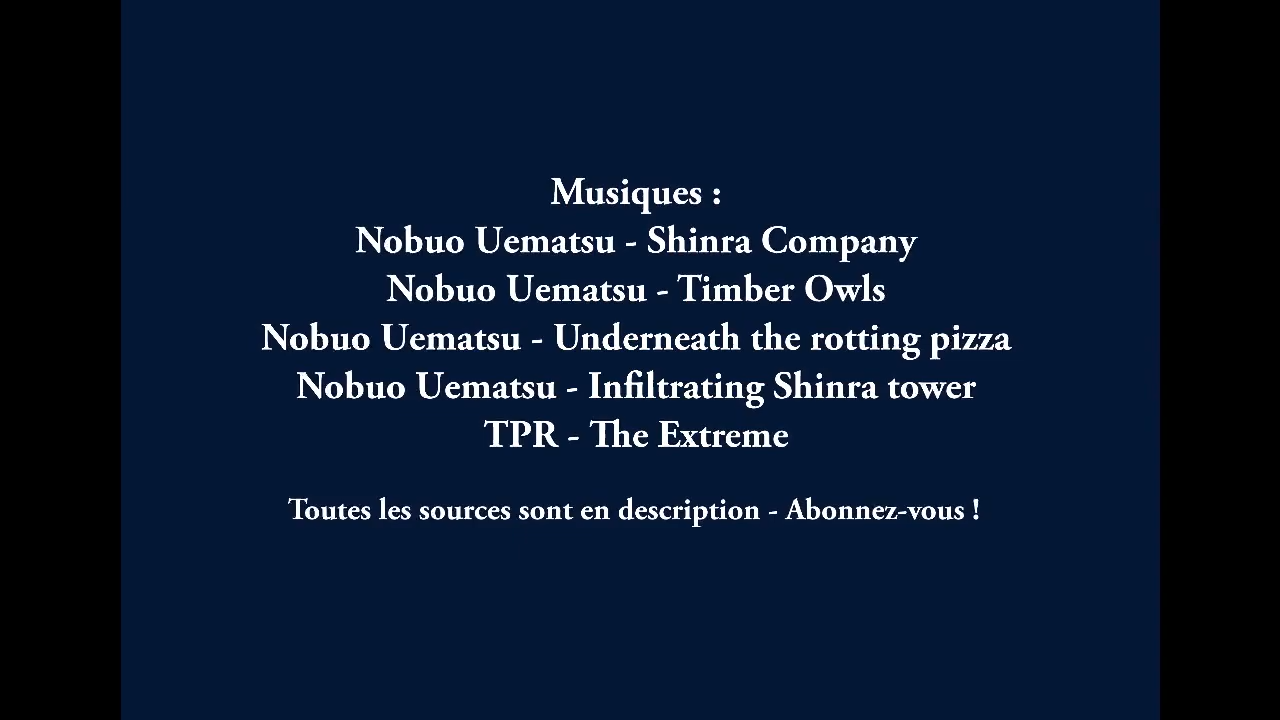 Musiques :
Nobuo Uematsu - Shinra Company
Nobuo Uematsu - Timber Owls
Nobuo Uematsu - Underneath the rotting pizza
Nobuo Uematsu - Infiltrating Shinra tower
TPR - The Extreme
Toutes les sources sont en description - Abonnez-vous !